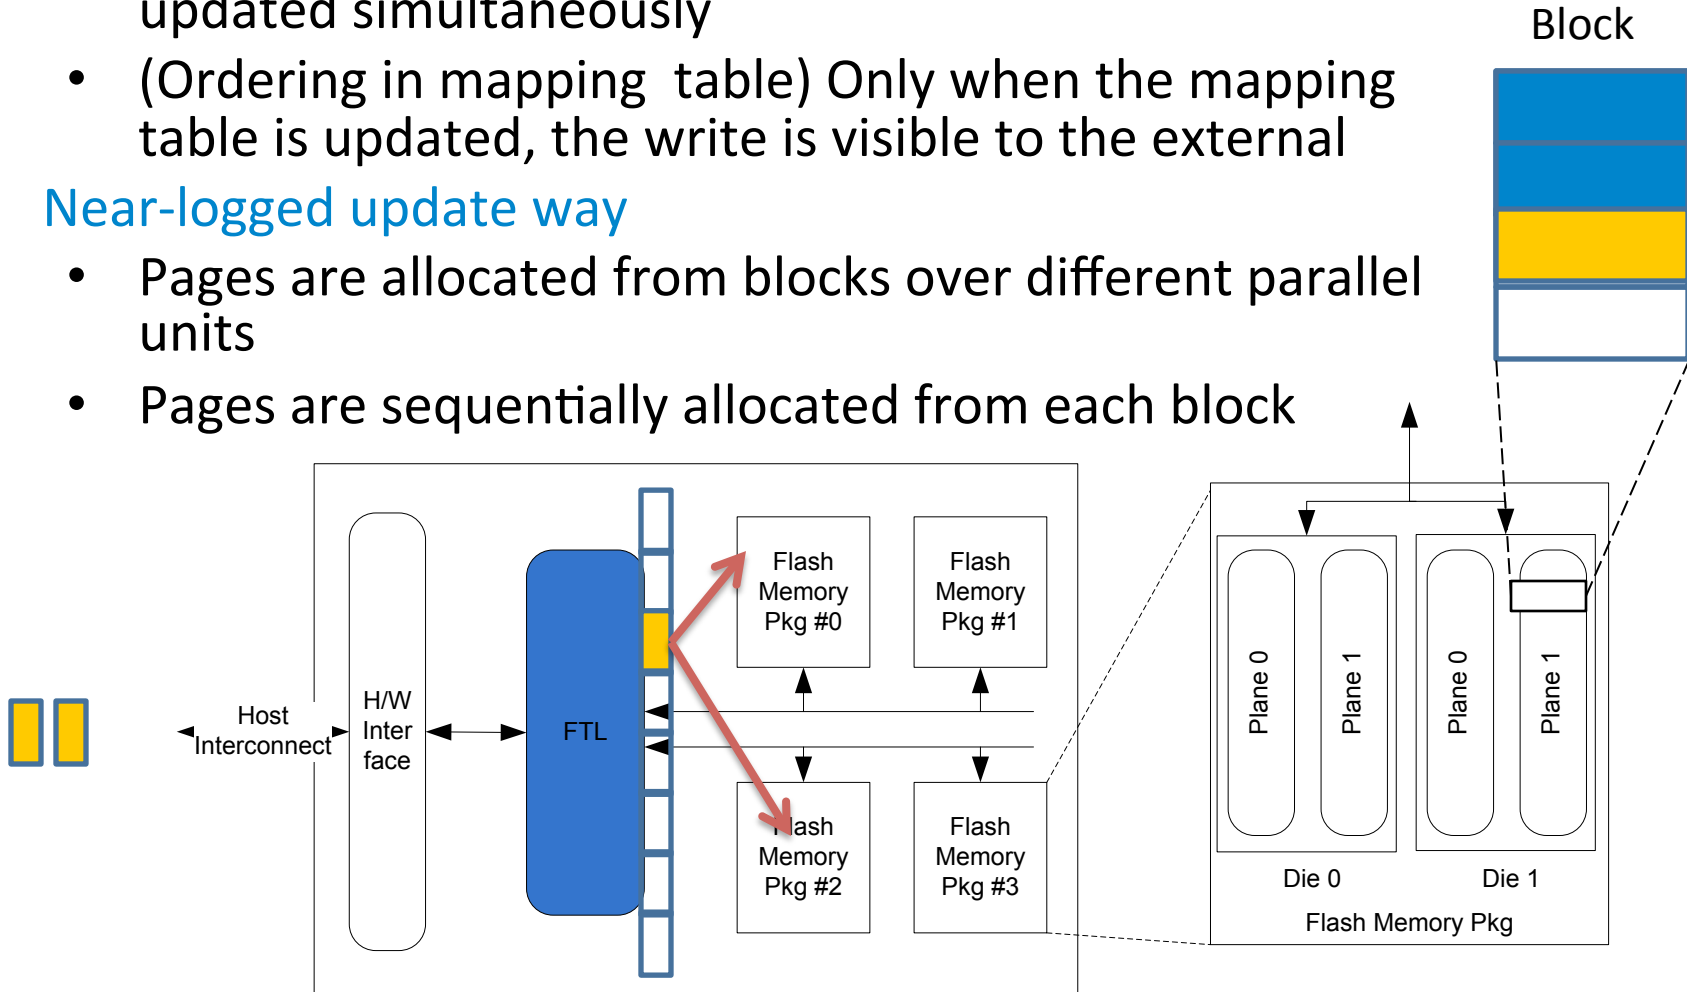 updated simultaneously
Block
• (Ordering in mapping table) Only when the mapping
table is updated, the write is visible to the external
Near-logged update way
• Pages are allocated from blocks over different parallel
units
• Pages are sequentially allocated from each block
Flash
Memory
Pkg #0
Flash
Memory
Pkg #1
Host
Interconnect
H/W
Inter
face
FTL
Flash
Memory
Pkg #2
Flash
Memory
Pkg #3
Plane 0
Plane 1
Plane 0
Plane 1
Die 0
Die 1
Flash Memory Pkg